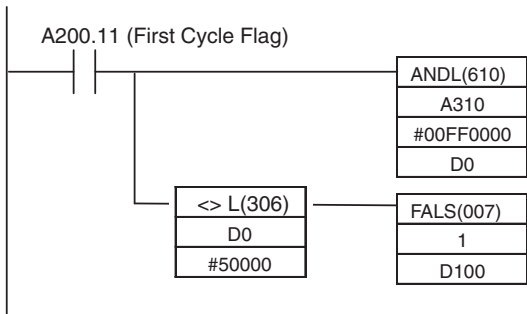 A200.11 (First Cycle Flag)
ANDL(610)
A310
#00FF0000
D0
<> L(306)
D0
#50000
FALS(007)
1
D100